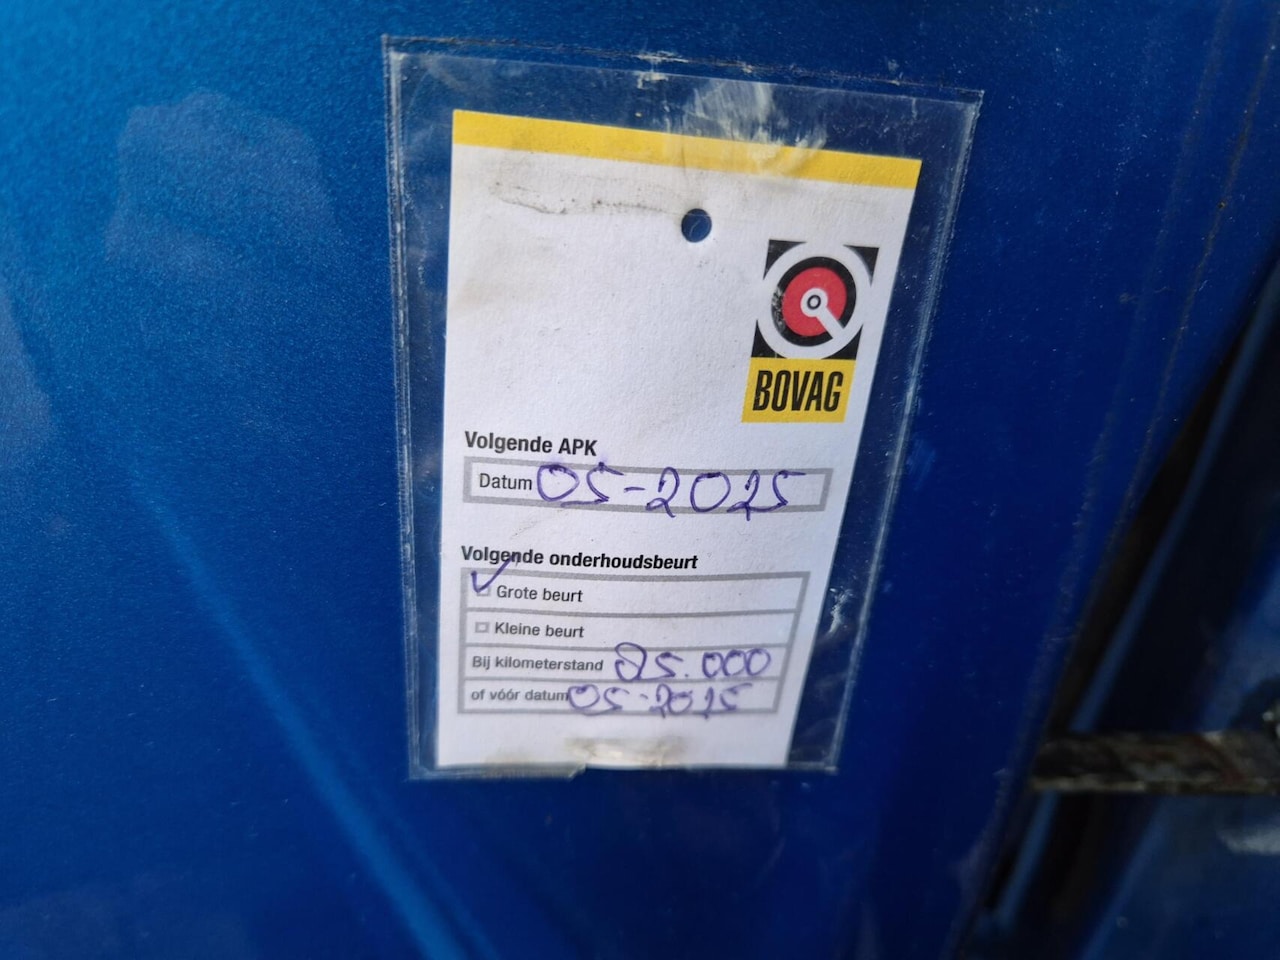 BOVAG
Volgende APK
Datum 05-2025
Volgende onderhoudsbeurt
Grote beurt
Kleine beurt
Bij kilometerstand 85.000
of vóór datum 05-2025